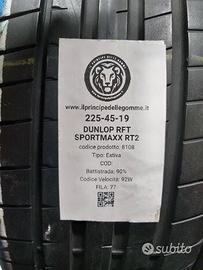 www.ilprincipedellegomme.it
225-45-19
DUNLOP RFT
SPORTMAXX RT2
codice prodotto: 8108
Tipo: Estiva
COD:
Battistrada: 90%
Codice Velocità: 92W
FILA: 77
subito